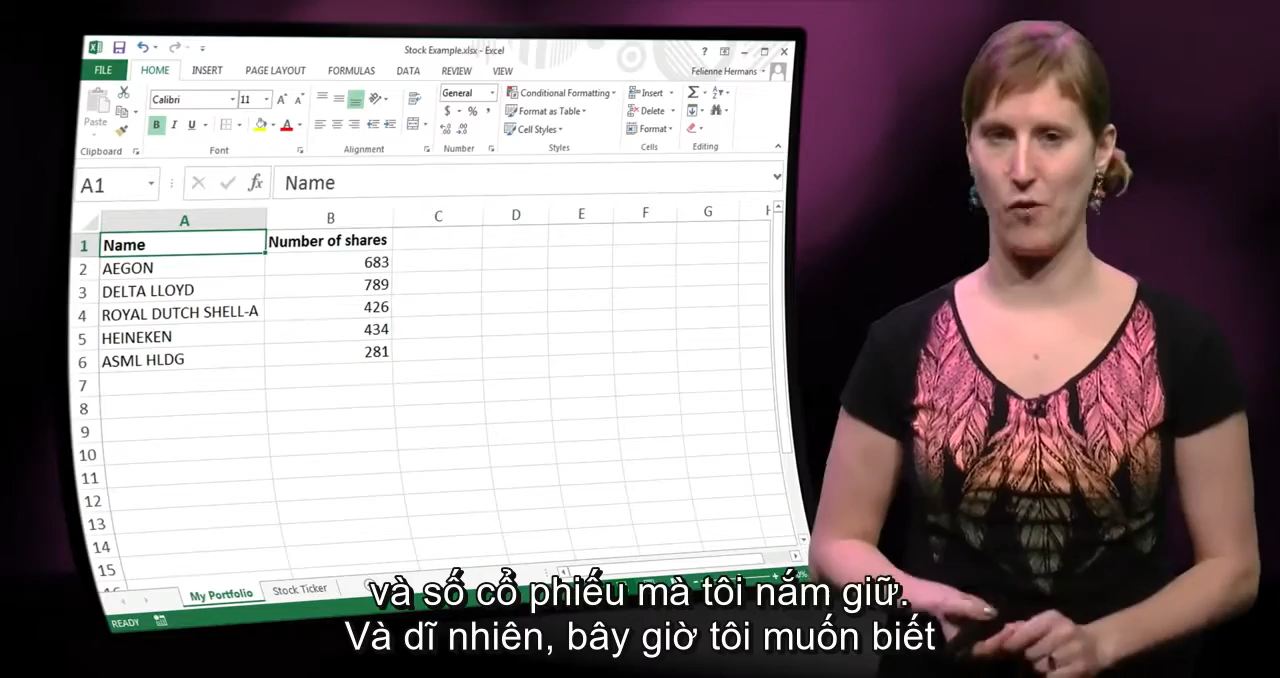 Stock Example.xlsx - Excel
?
FILE HOME INSERT PAGE LAYOUT FORMULAS DATA REVIEW VIEW
Felienne Hermans
Paste
Calibri 11 A A
B I U A
General
$ % ,
Conditional Formatting
Format as Table
Cell Styles
Insert
Delete
Format
Clipboard Font Alignment Number Styles Cells Editing
A1 fx Name
A B C D E F G H
1 Name Number of shares
2 AEGON 683
3 DELTA LLOYD 789
4 ROYAL DUTCH SHELL-A 426
5 HEINEKEN 434
6 ASML HLDG 281
7
8
9
10
11
12
13
14
15
My Portfolio Stock Ticker
READY
và số cổ phiếu mà tôi nắm giữ.
Và dĩ nhiên, bây giờ tôi muốn biết